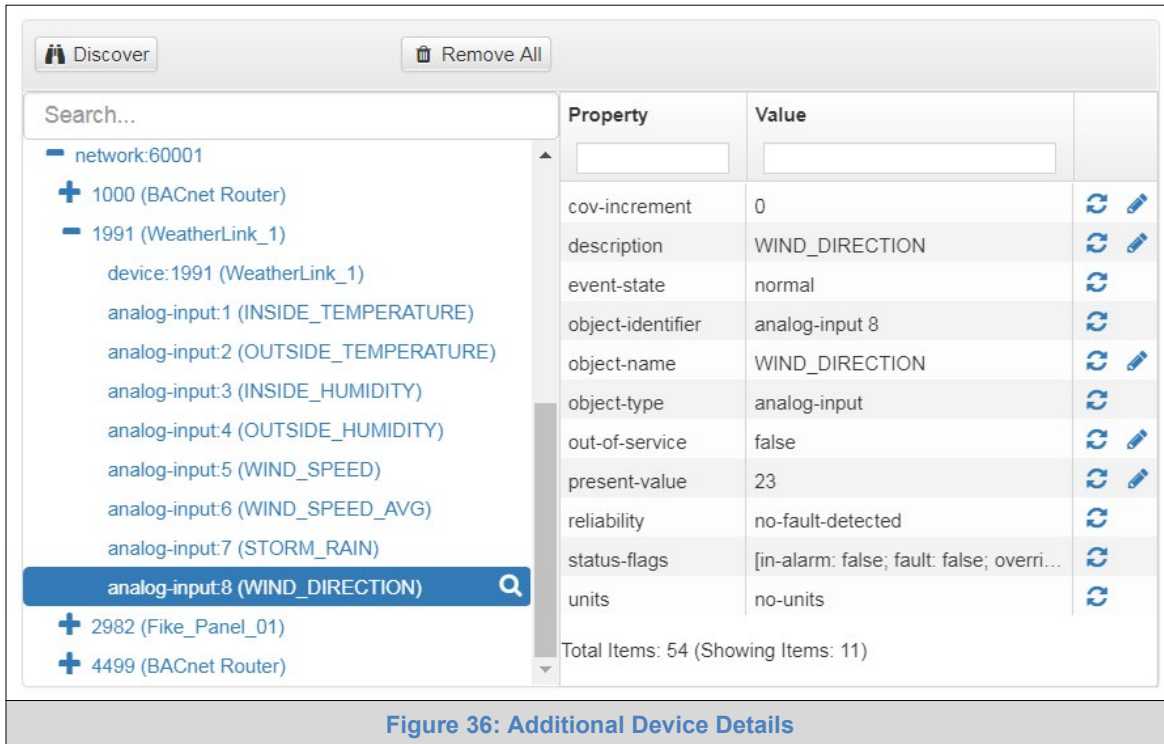 Discover
Remove All
Search...
network:60001
1000 (BACnet Router)
1991 (WeatherLink_1)
device:1991 (WeatherLink_1)
analog-input:1 (INSIDE_TEMPERATURE)
analog-input:2 (OUTSIDE_TEMPERATURE)
analog-input:3 (INSIDE_HUMIDITY)
analog-input:4 (OUTSIDE_HUMIDITY)
analog-input:5 (WIND_SPEED)
analog-input:6 (WIND_SPEED_AVG)
analog-input:7 (STORM_RAIN)
analog-input:8 (WIND_DIRECTION)
2982 (Fike_Panel_01)
4499 (BACnet Router)
Property Value
cov-increment 0
description WIND_DIRECTION
event-state normal
object-identifier analog-input 8
object-name WIND_DIRECTION
object-type analog-input
out-of-service false
present-value 23
reliability no-fault-detected
status-flags [in-alarm: false; fault: false; overri...
units no-units
Total Items: 54 (Showing Items: 11)
Figure 36: Additional Device Details